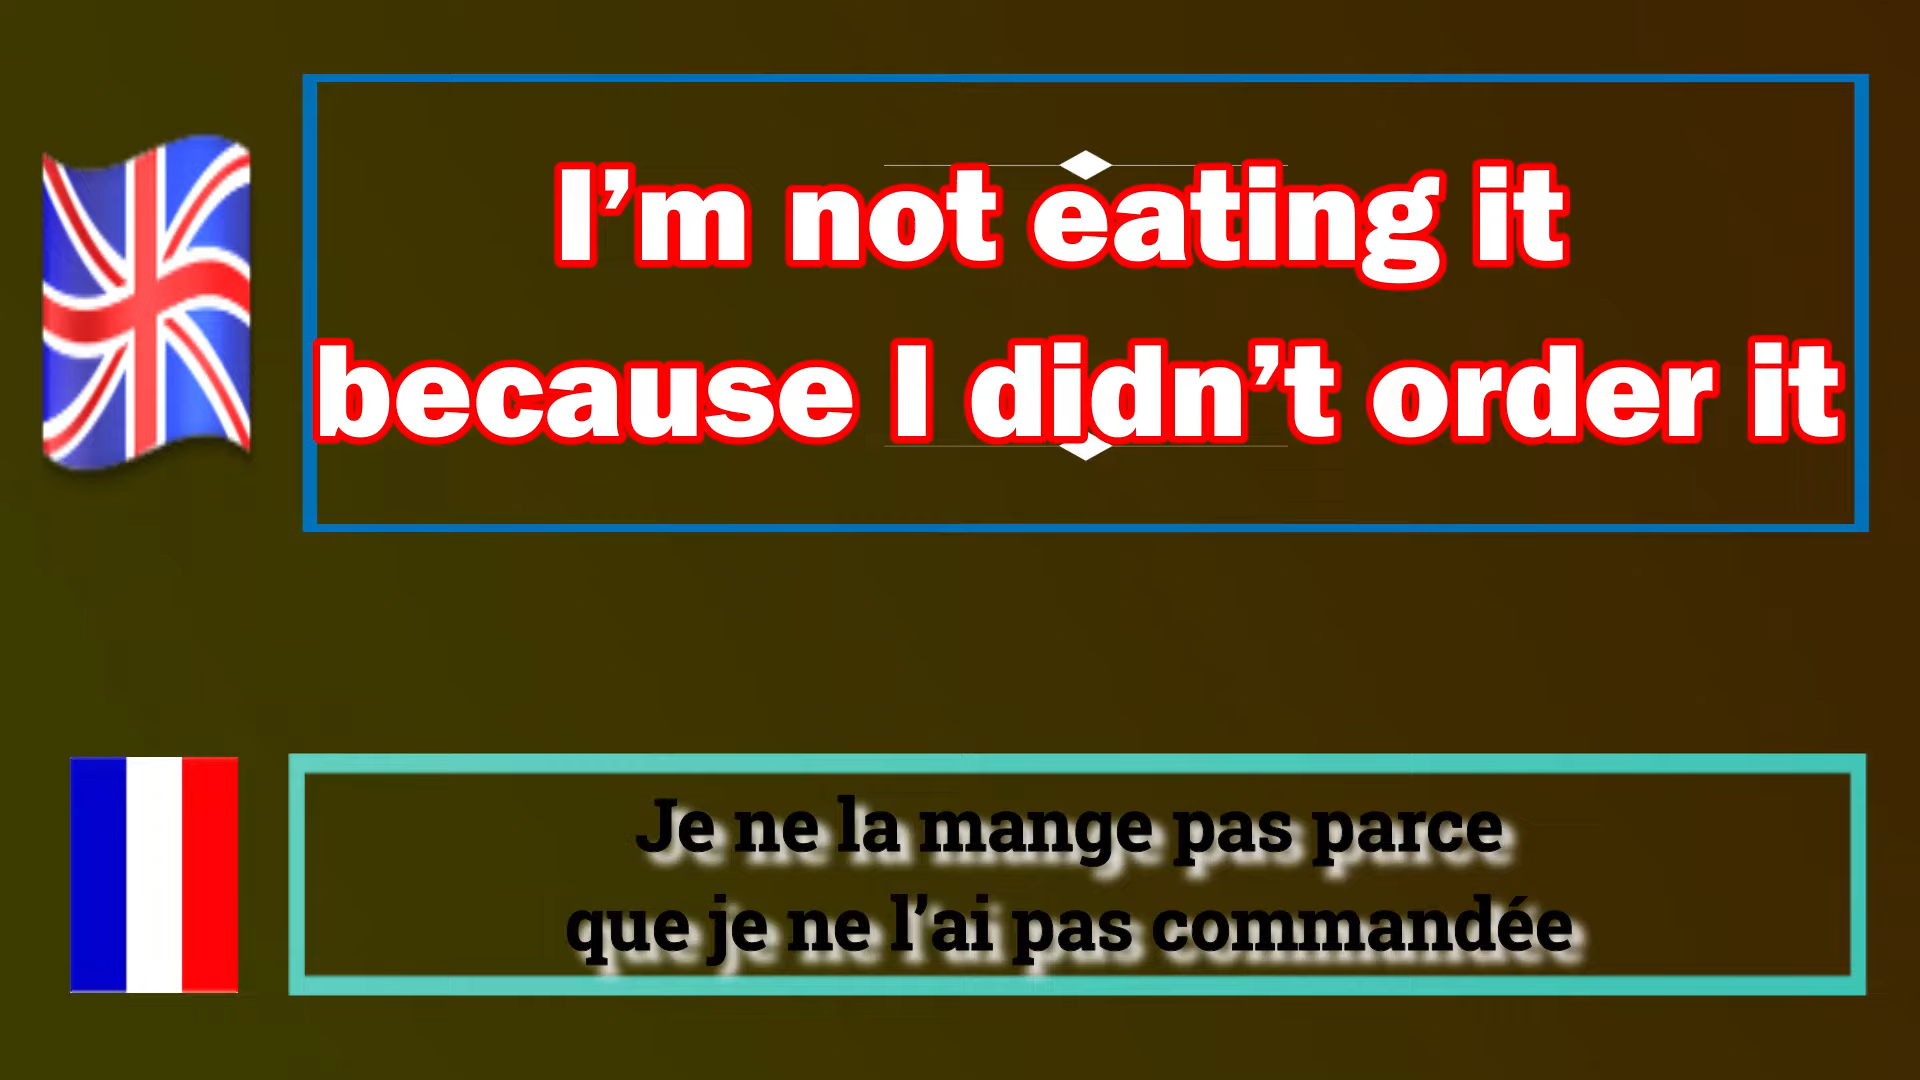 I’m not eating it
because I didn’t order it
Je ne la mange pas parce
que je ne l’ai pas commandée